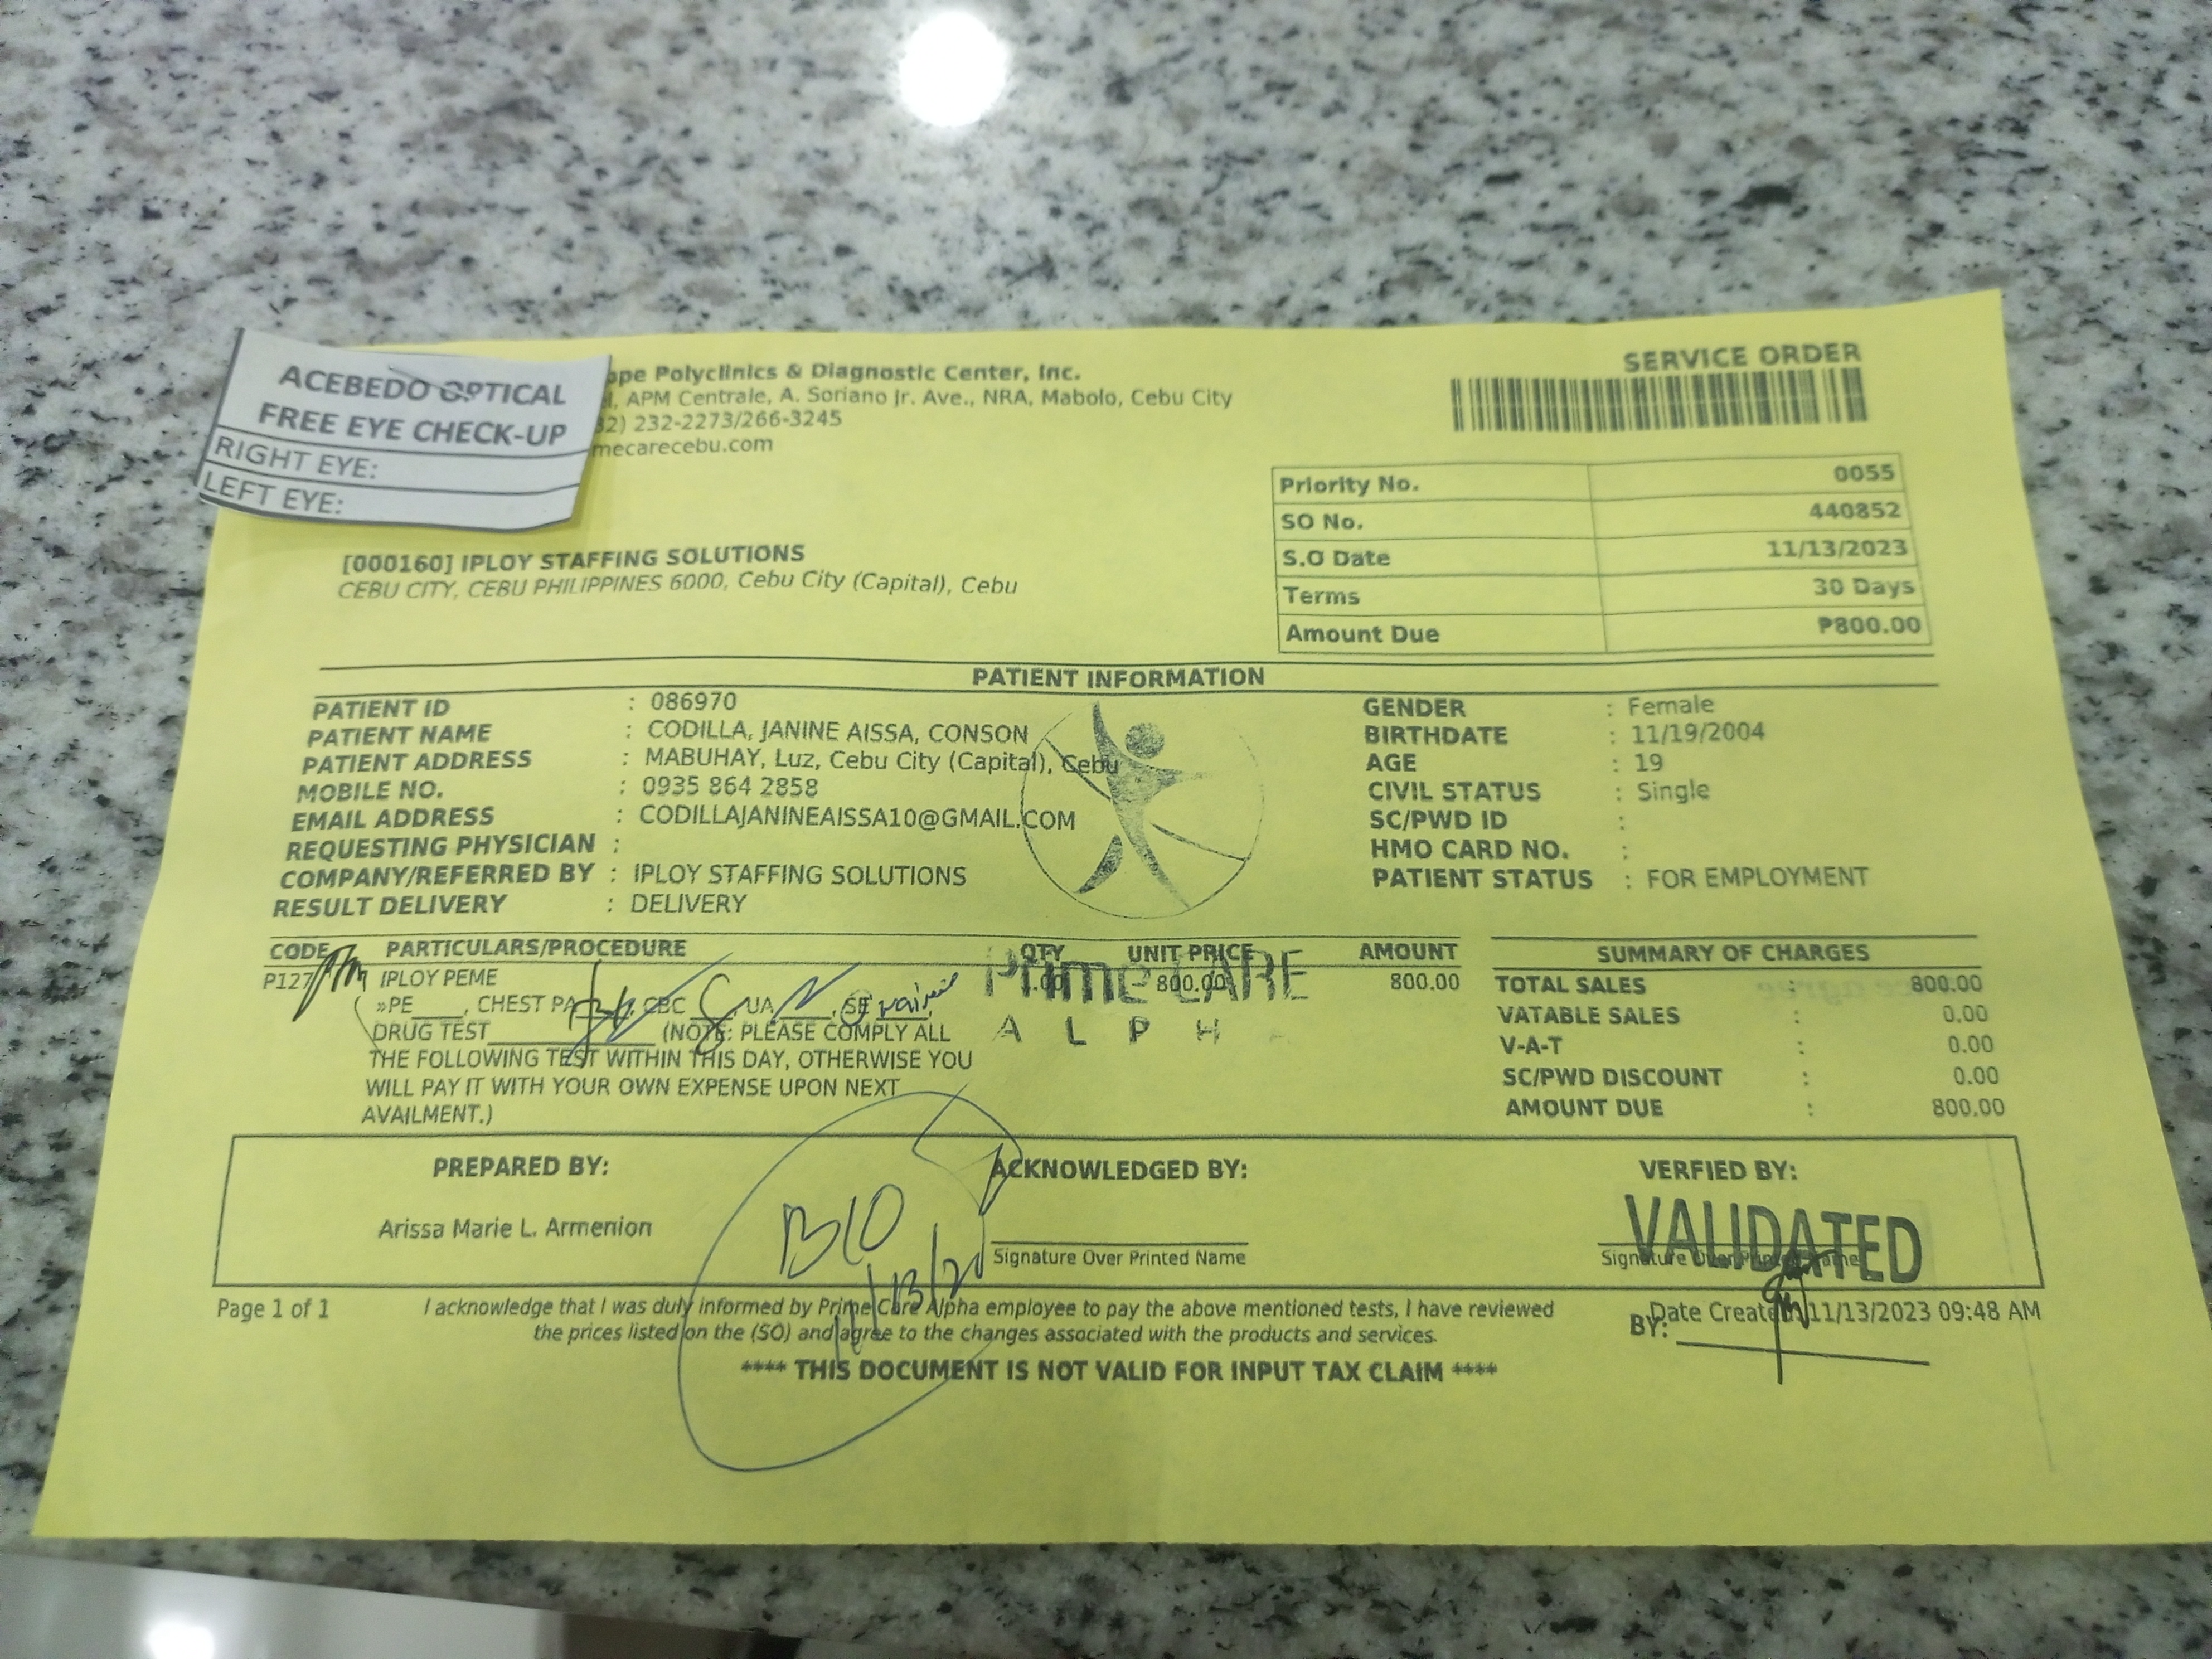 ACEBEDO OPTICAL
FREE EYE CHECK-UP
RIGHT EYE:
LEFT EYE:
Polyclinics & Diagnostic Center, Inc.
APM Centrale, A. Soriano Jr. Ave., NRA, Mabolo, Cebu City
232-2273/266-3245
mecarecebu.com
SERVICE ORDER
Priority No. 0055
SO No. 440852
S.O Date 11/13/2023
Terms 30 Days
Amount Due ₱800.00
[000160] IPLOY STAFFING SOLUTIONS
CEBU CITY, CEBU PHILIPPINES 6000, Cebu City (Capital), Cebu
PATIENT INFORMATION
PATIENT ID : 086970
PATIENT NAME : CODILLA, JANINE AISSA, CONSON
PATIENT ADDRESS : MABUHAY, Luz, Cebu City (Capital), Cebu
MOBILE NO. : 0935 864 2858
EMAIL ADDRESS : CODILLAJANINEAISSA10@GMAIL.COM
REQUESTING PHYSICIAN :
COMPANY/REFERRED BY : IPLOY STAFFING SOLUTIONS
RESULT DELIVERY : DELIVERY
GENDER : Female
BIRTHDATE : 11/19/2004
AGE : 19
CIVIL STATUS : Single
SC/PWD ID :
HMO CARD NO. :
PATIENT STATUS : FOR EMPLOYMENT
CODE PARTICULARS/PROCEDURE QTY UNIT PRICE AMOUNT
P127 IPLOY PEME 1.00 800.00 800.00
»PE____, CHEST PA, CBC, UA, SE
DRUG TEST (NOTE: PLEASE COMPLY ALL
THE FOLLOWING TEST WITHIN THIS DAY, OTHERWISE YOU
WILL PAY IT WITH YOUR OWN EXPENSE UPON NEXT
AVAILMENT.)
Prime CARE
ALPH
SUMMARY OF CHARGES
TOTAL SALES : 800.00
VATABLE SALES : 0.00
V-A-T : 0.00
SC/PWD DISCOUNT : 0.00
AMOUNT DUE : 800.00
PREPARED BY:
Arissa Marie L. Armenion
ACKNOWLEDGED BY:
Signature Over Printed Name
VERFIED BY:
VALIDATED
Signature Over Printed Name
BY:
Page 1 of 1
I acknowledge that I was duly informed by Prime Care Alpha employee to pay the above mentioned tests, I have reviewed
the prices listed on the (SO) and agree to the changes associated with the products and services.
Date Created: 11/13/2023 09:48 AM
**** THIS DOCUMENT IS NOT VALID FOR INPUT TAX CLAIM ****